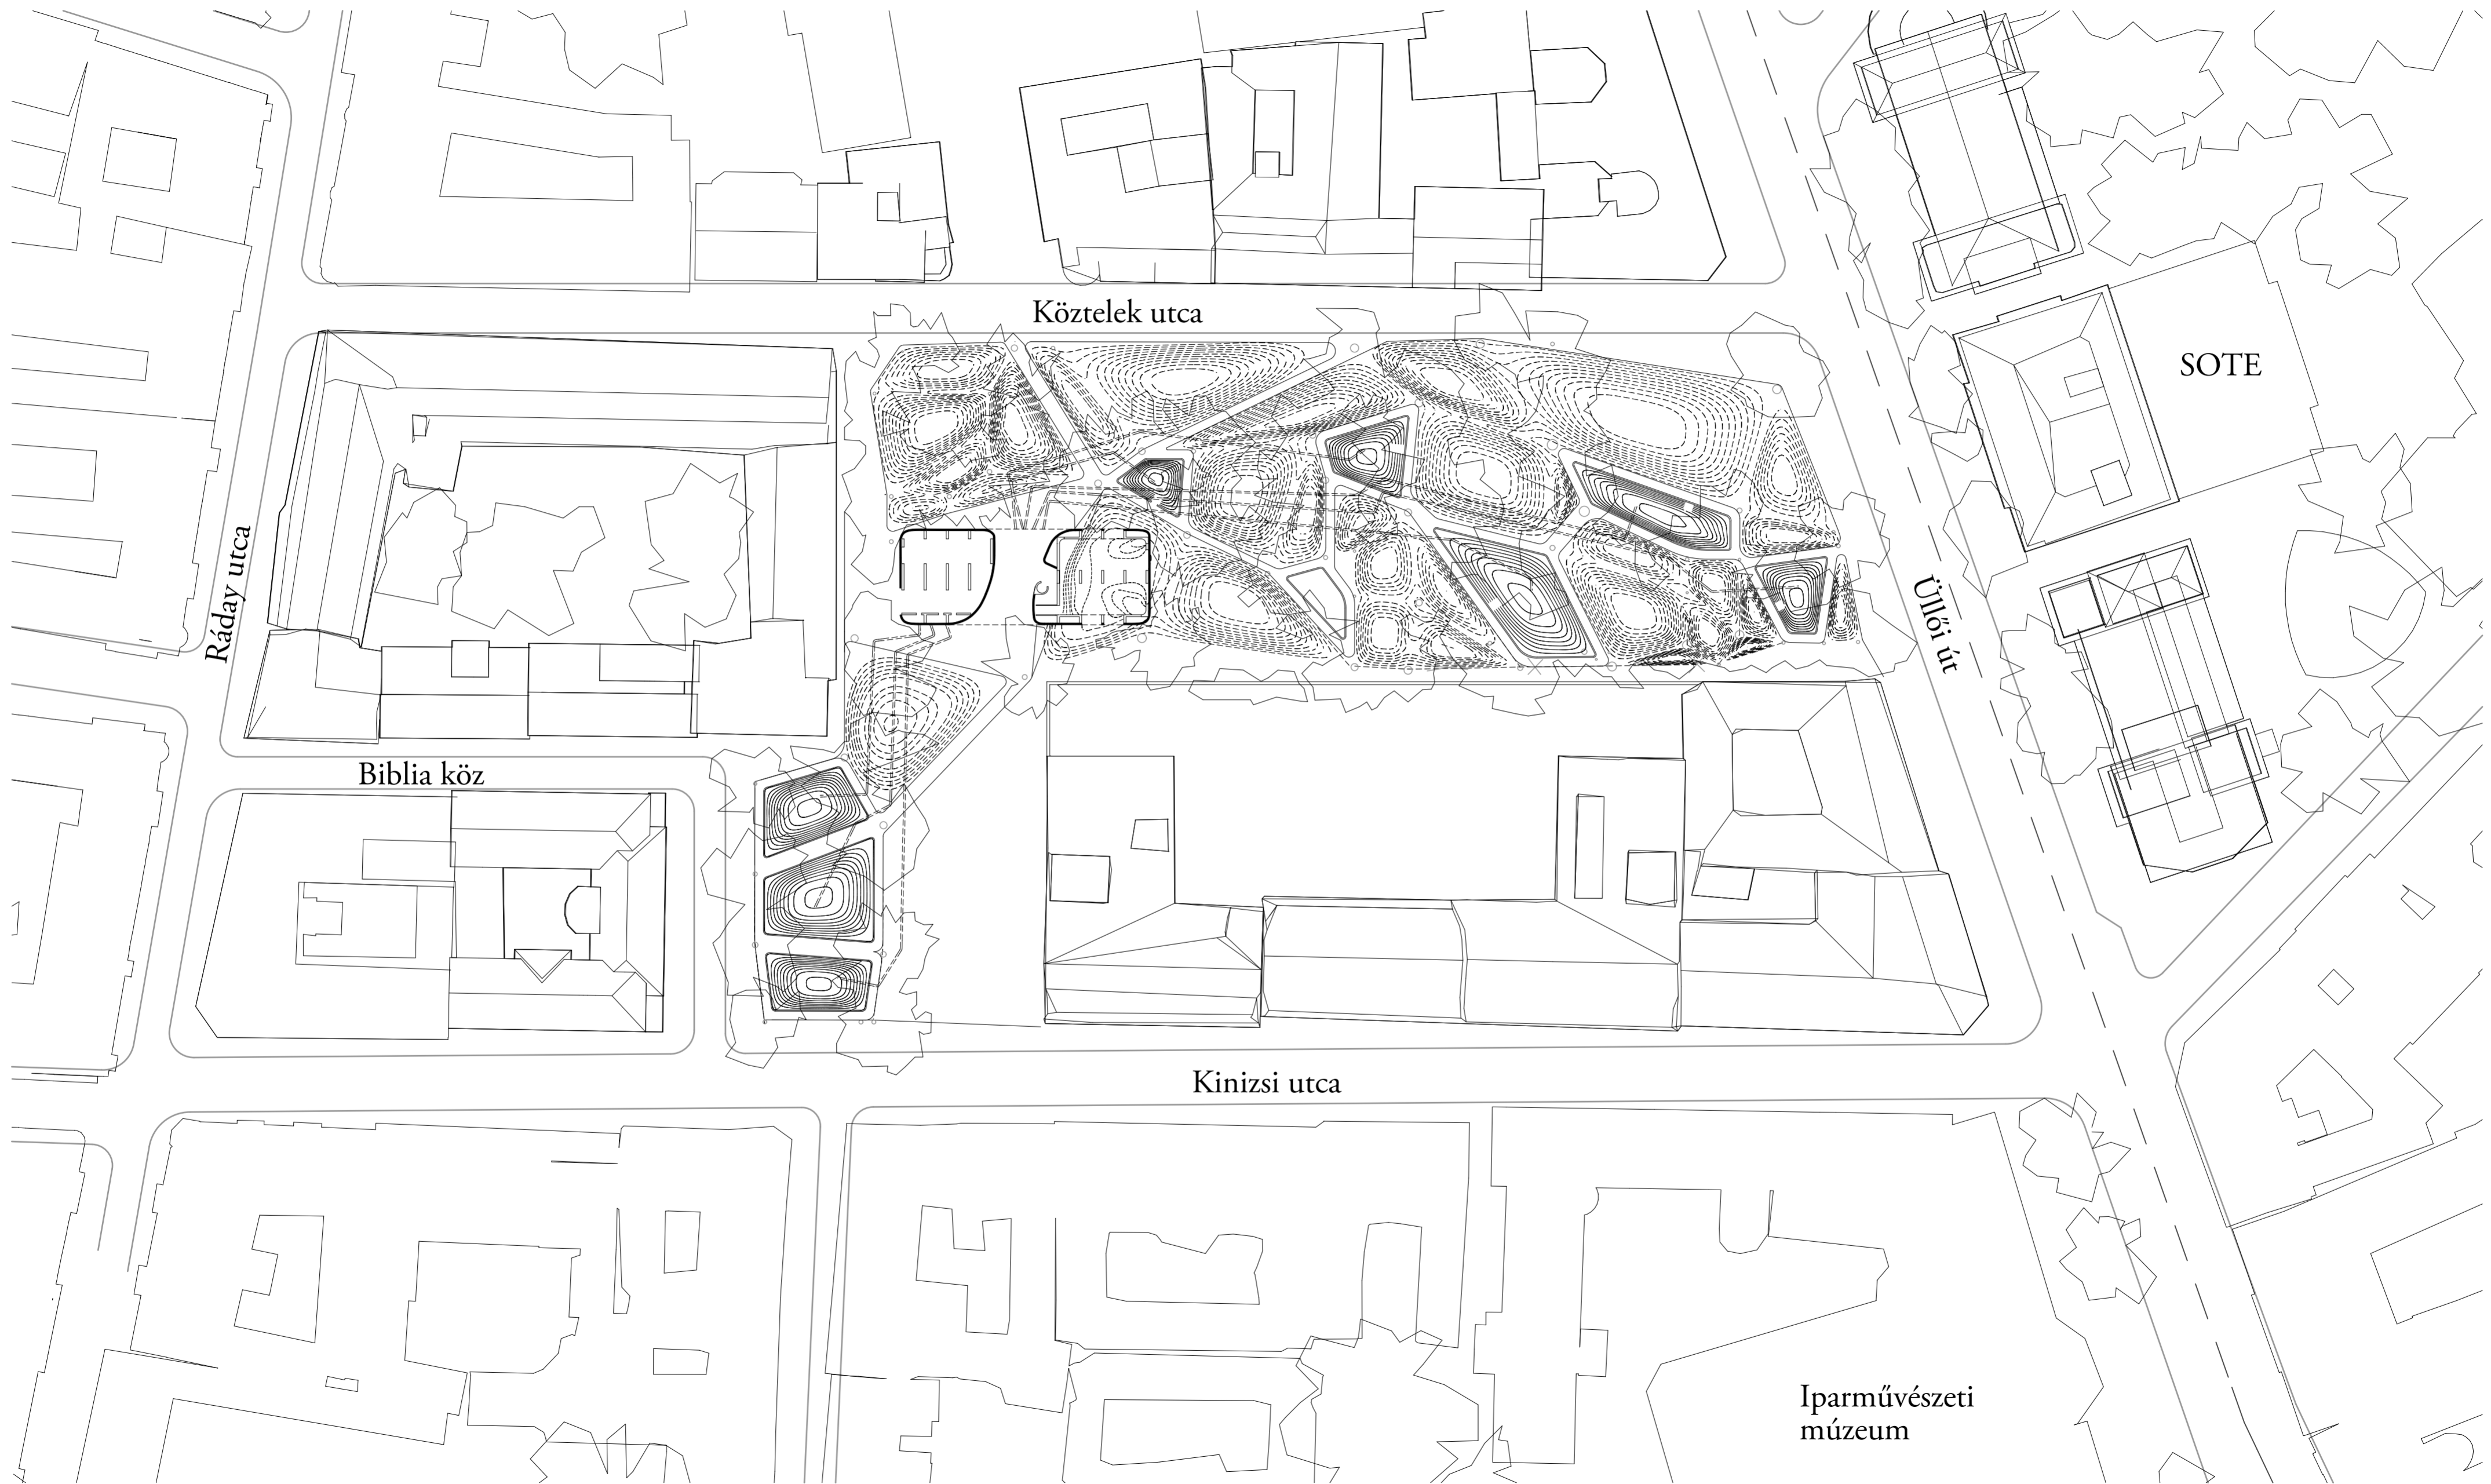 Köztelek utca
SOTE
Ráday utca
Üllői út
Biblia köz
Kinizsi utca
Iparművészeti
múzeum